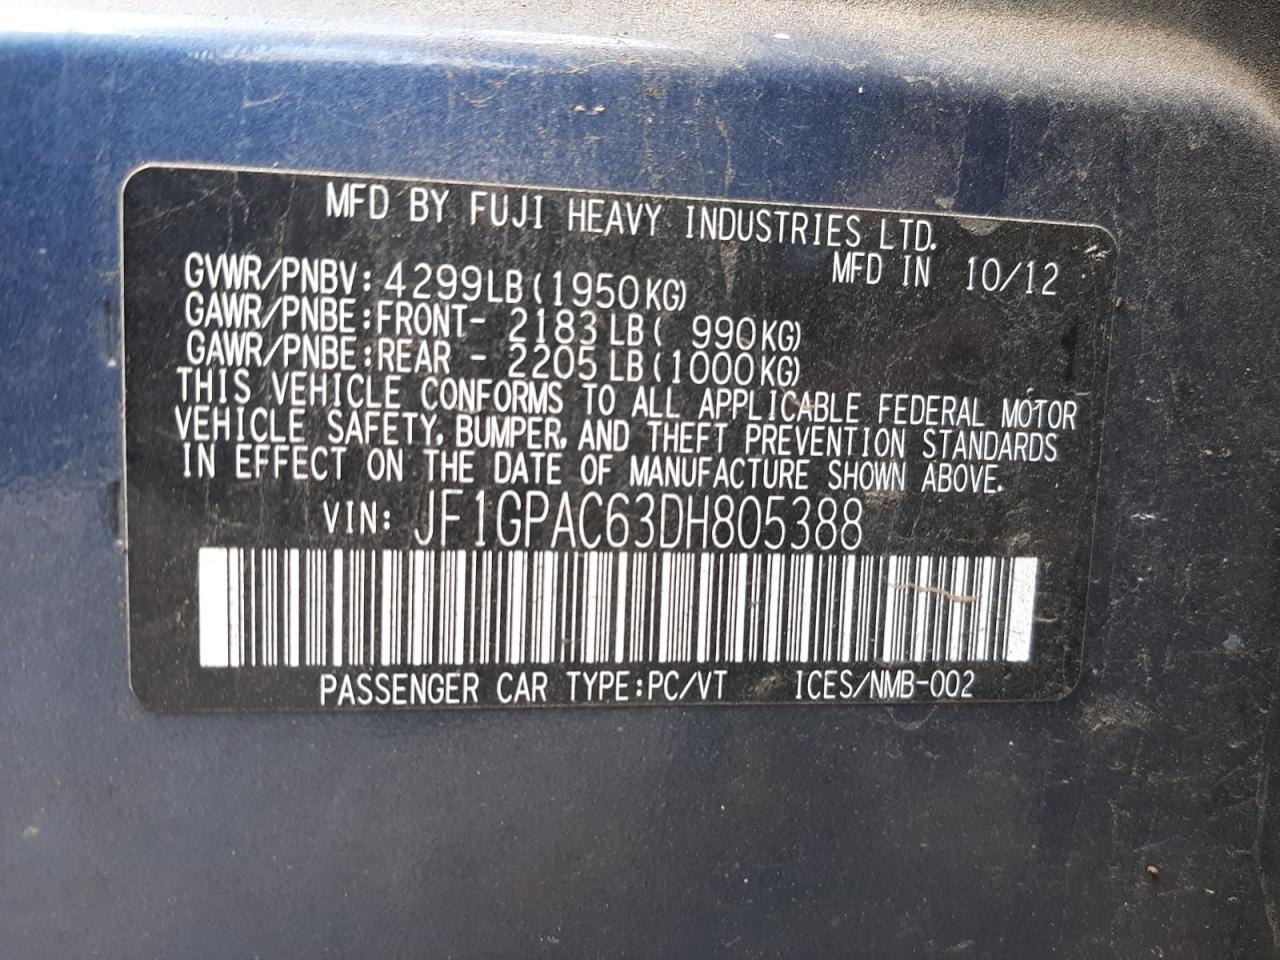 MFD BY FUJI HEAVY INDUSTRIES LTD.
MFD IN 10/12
GVWR/PNBV: 4299LB (1950KG)
GAWR/PNBE:FRONT- 2183 LB ( 990KG)
GAWR/PNBE:REAR - 2205 LB (1000KG)
THIS VEHICLE CONFORMS TO ALL APPLICABLE FEDERAL MOTOR
VEHICLE SAFETY, BUMPER, AND THEFT PREVENTION STANDARDS
IN EFFECT ON THE DATE OF MANUFACTURE SHOWN ABOVE.
VIN: JF1GPAC63DH805388
PASSENGER CAR TYPE:PC/VT ICES/NMB-002